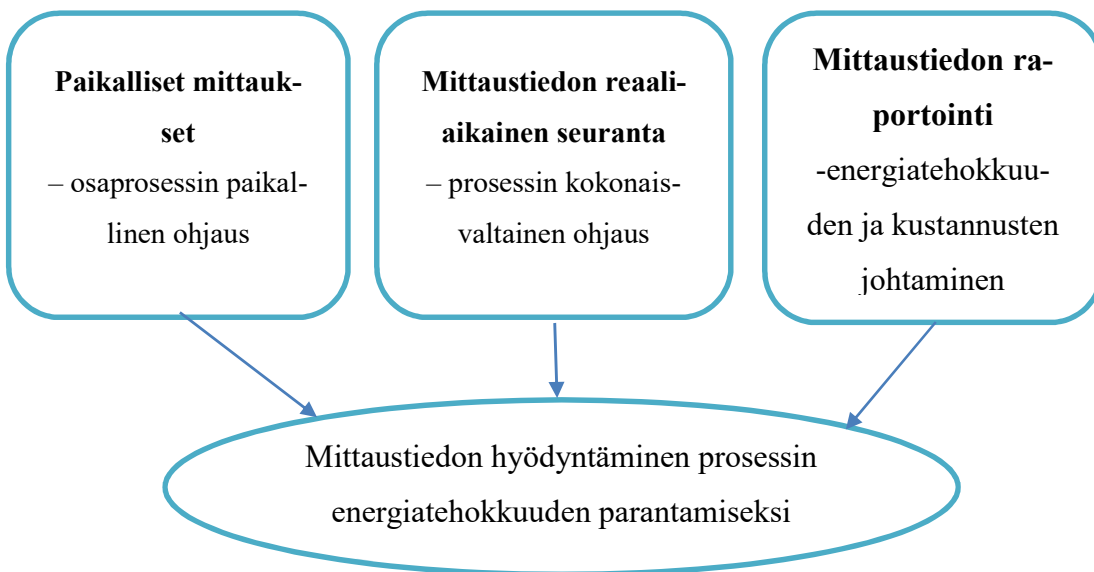 Paikalliset mittauk-
set
– osaprosessin paikal-
linen ohjaus
Mittaustiedon reaali-
aikainen seuranta
– prosessin kokonais-
valtainen ohjaus
Mittaustiedon ra-
portointi
-energiatehokkuu-
den ja kustannusten
johtaminen
Mittaustiedon hyödyntäminen prosessin
energiatehokkuuden parantamiseksi